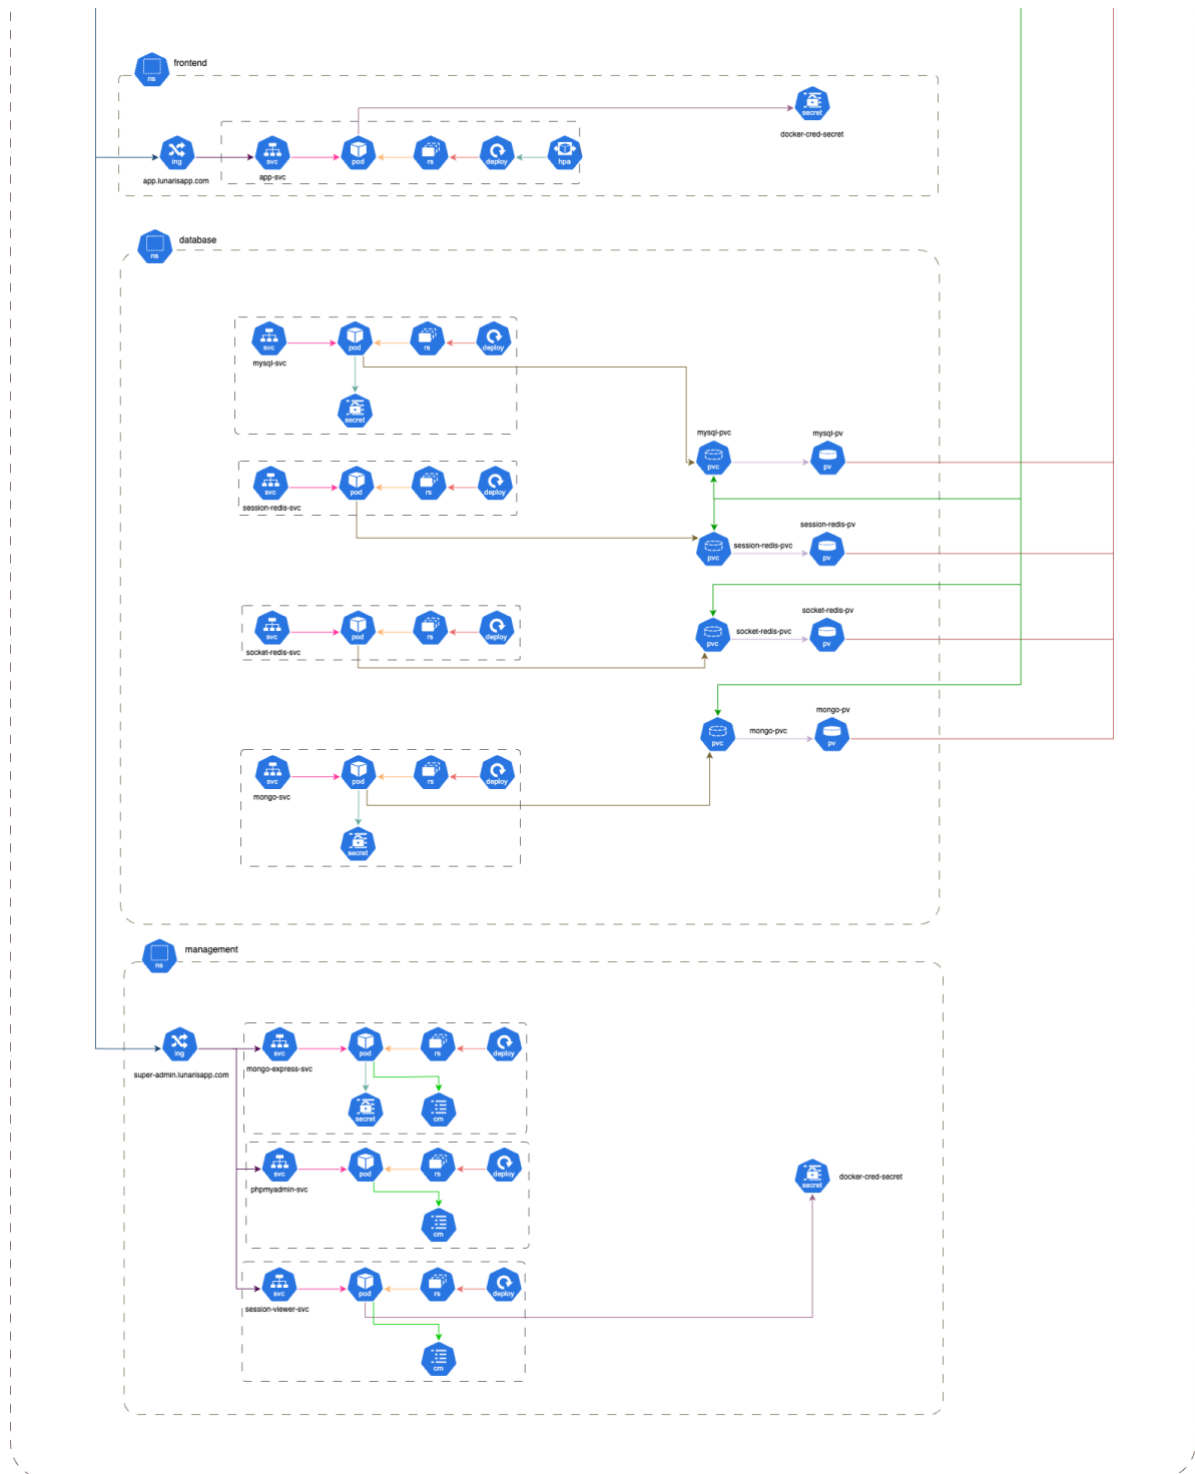 frontend
ns
secret
docker-cred-secret
ing
svc
pod
rs
deploy
hpa
app.lunarisapp.com
app-svc
database
ns
svc
pod
rs
deploy
mysql-svc
secret
mysql-pvc
mysql-pv
pvc
pv
svc
pod
rs
deploy
session-redis-svc
session-redis-pv
session-redis-pvc
pvc
pv
socket-redis-pv
svc
pod
rs
deploy
socket-redis-pvc
pvc
pv
socket-redis-svc
mongo-pv
mongo-pvc
pvc
pv
svc
pod
rs
deploy
mongo-svc
secret
management
ns
ing
svc
pod
rs
deploy
super-admin.lunarisapp.com
mongo-express-svc
secret
cm
svc
pod
rs
deploy
secret
docker-cred-secret
phpmyadmin-svc
cm
svc
pod
rs
deploy
session-viewer-svc
cm